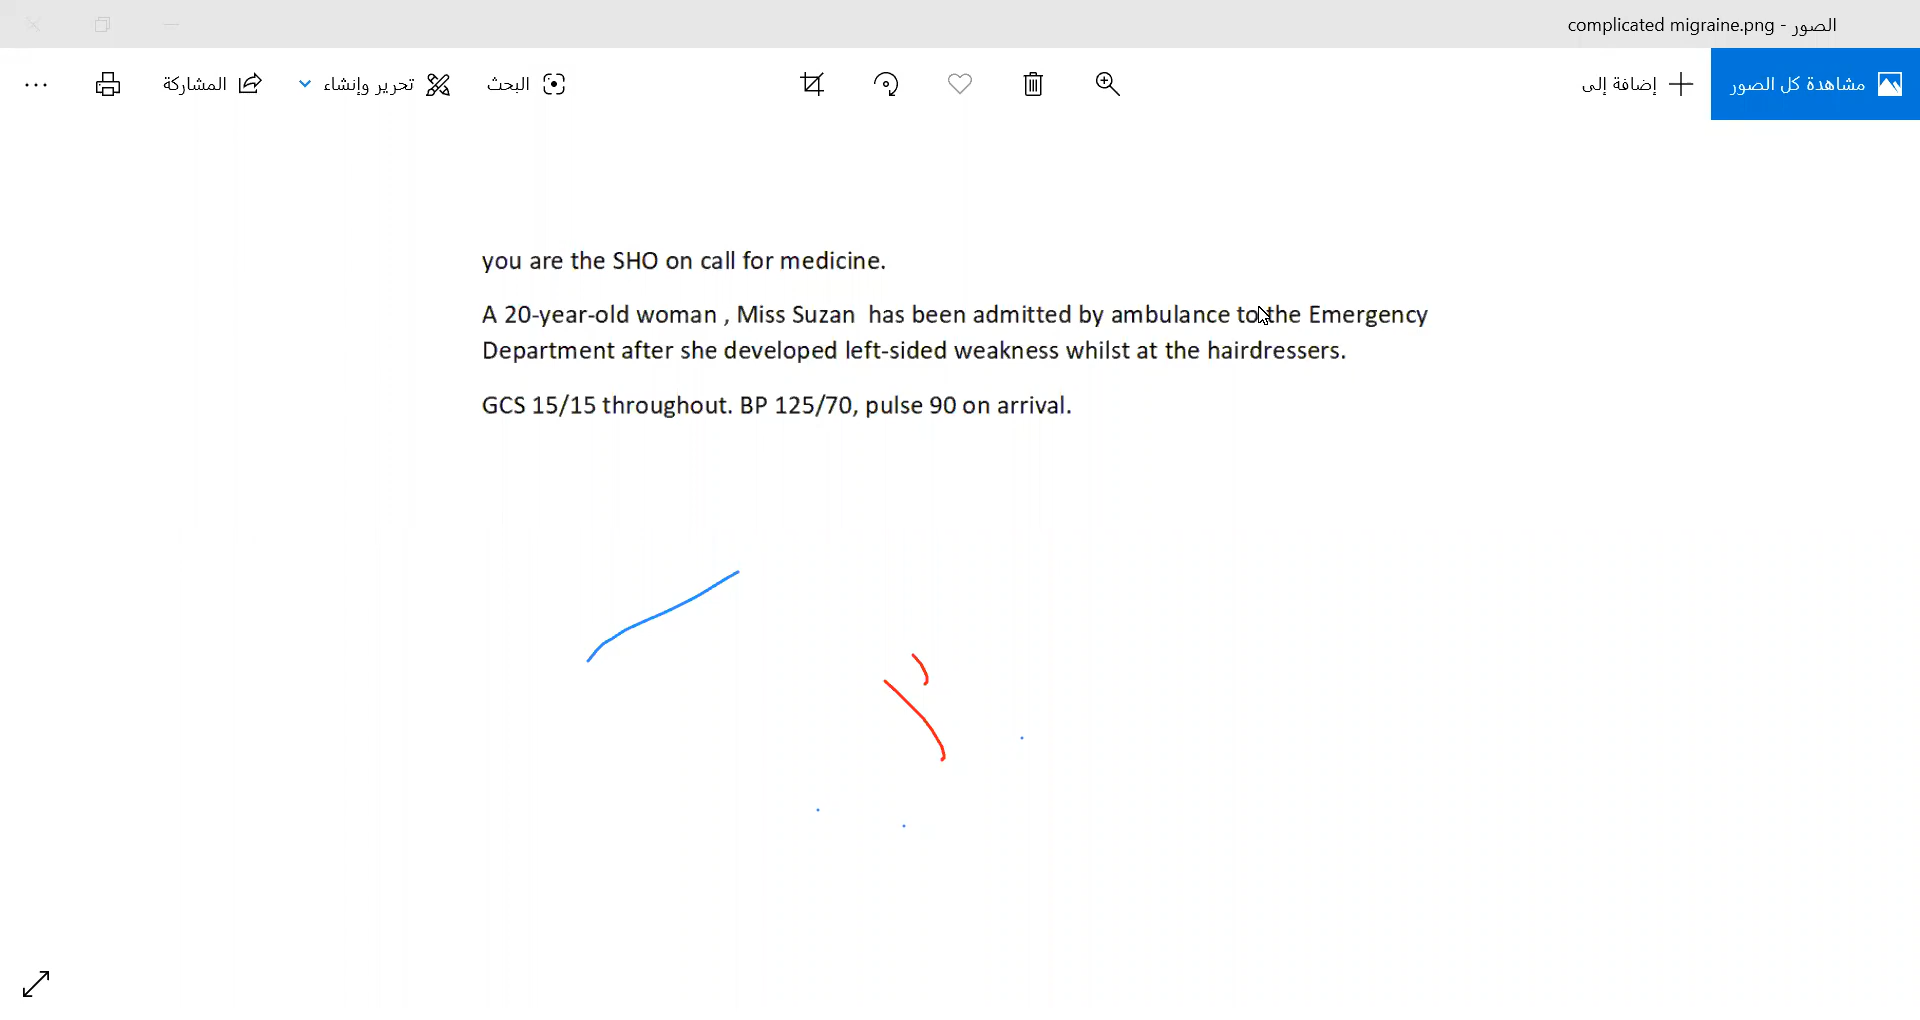 complicated migraine.png - الصور
مشاهدة كل الصور
إضافة إلى
البحث
تحرير وإنشاء
المشاركة
you are the SHO on call for medicine.
A 20-year-old woman , Miss Suzan has been admitted by ambulance to the Emergency
Department after she developed left-sided weakness whilst at the hairdressers.
GCS 15/15 throughout. BP 125/70, pulse 90 on arrival.